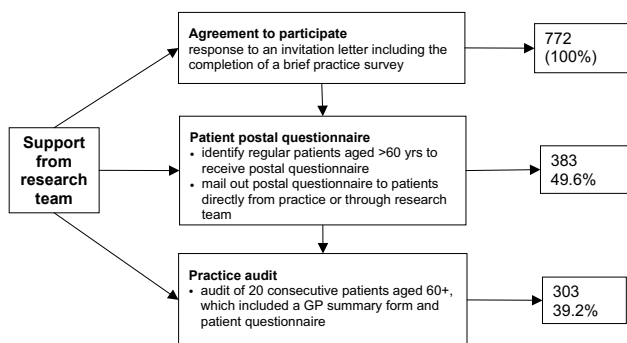 Agreement to participate
response to an invitation letter including the
completion of a brief practice survey
772
(100%)
Support
from
research
team
Patient postal questionnaire
• identify regular patients aged >60 yrs to
receive postal questionnaire
• mail out postal questionnaire to patients
directly from practice or through research
team
383
49.6%
Practice audit
• audit of 20 consecutive patients aged 60+,
which included a GP summary form and
patient questionnaire
303
39.2%